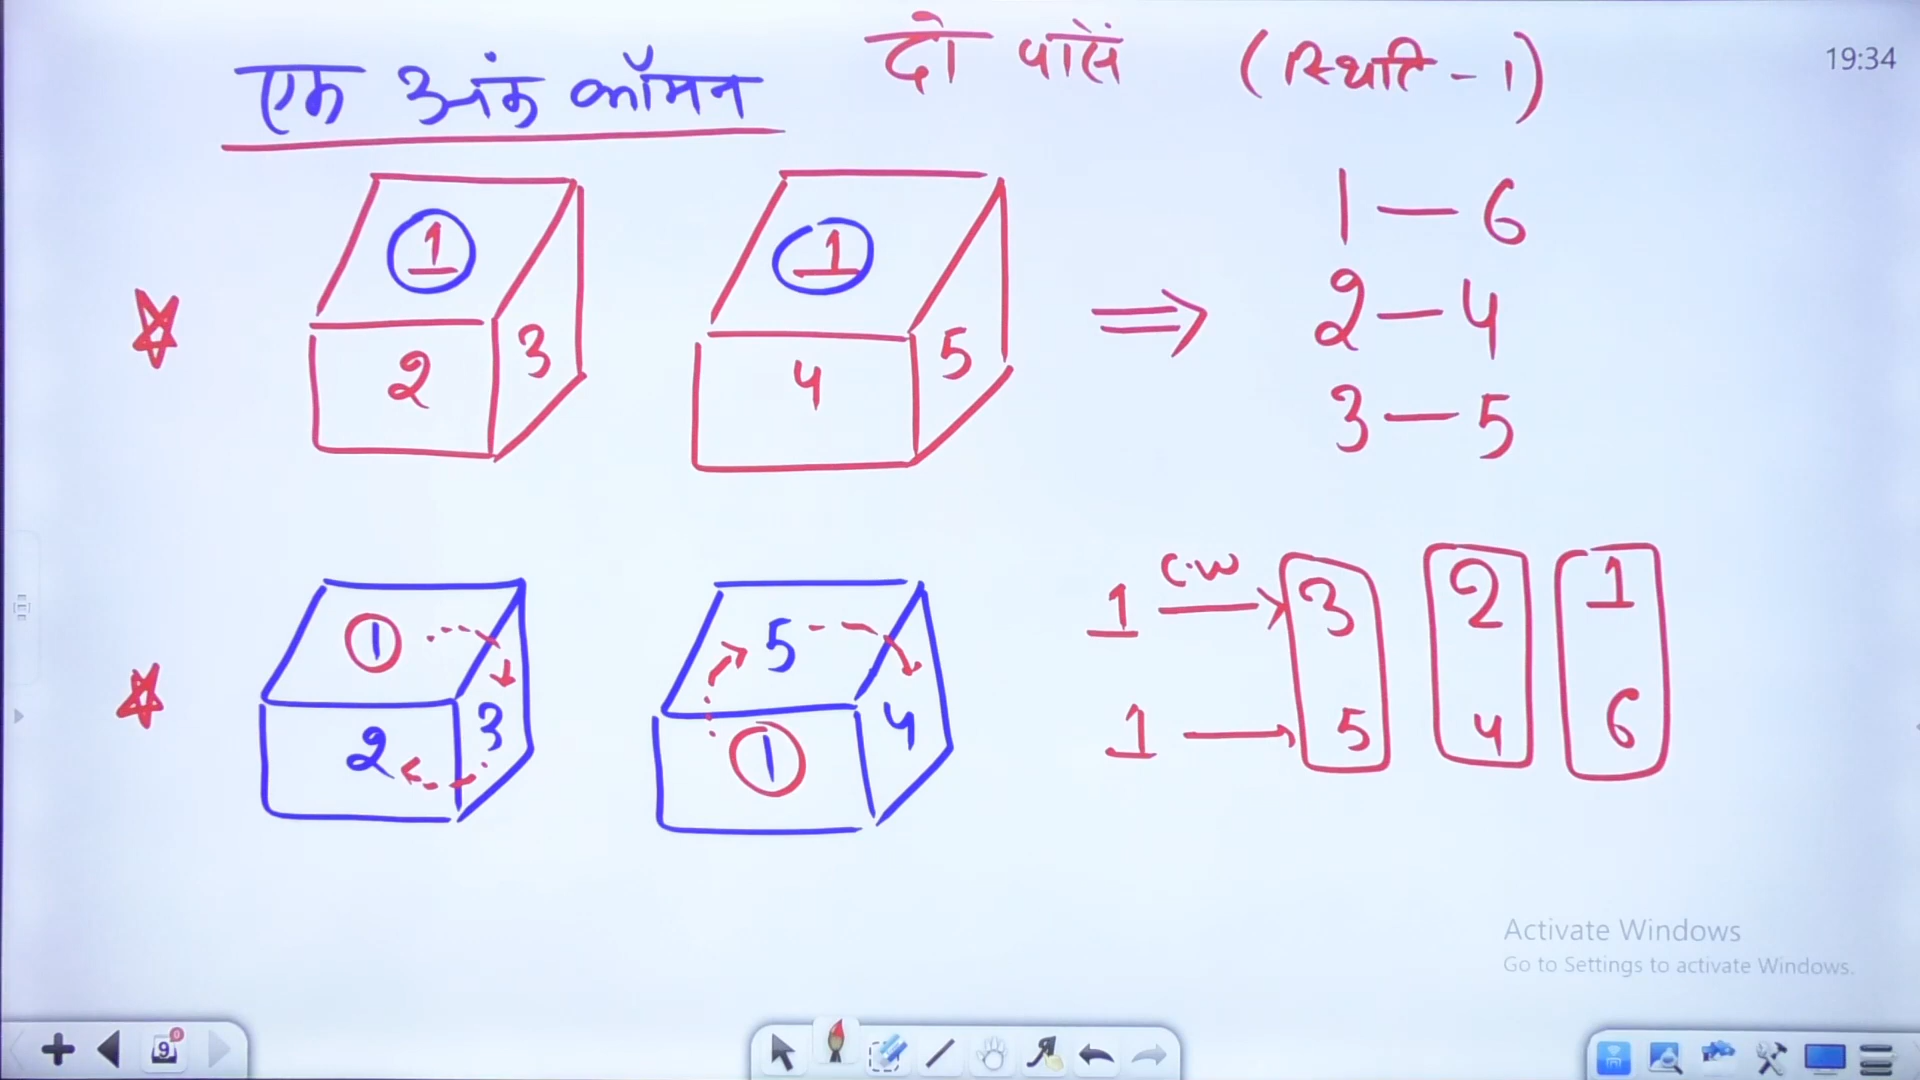 दो पासे (स्थिति - 1)
19:34
एक अंक कॉमन
1 1
2 3 4 5
⇒
1 — 6
2 — 4
3 — 5
1 5
2 3 1 4
1 C.W → 3 2 1
1 → 5 4 6
Activate Windows
Go to Settings to activate Windows.
9 0